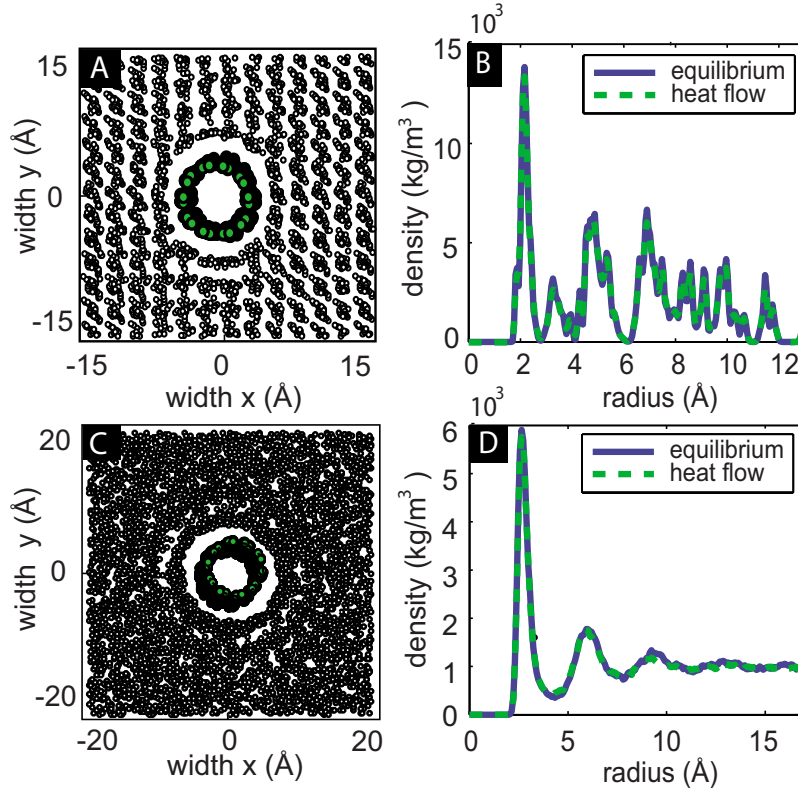 A
15
0
-15
width y (Å)
-15 0 15
width x (Å)
B
15 10³
10
5
0
density (kg/m³)
equilibrium
heat flow
0 2 4 6 8 10 12
radius (Å)
C
20
0
-20
width y (Å)
-20 0 20
width x (Å)
D
10³
6
5
4
3
2
1
0
density (kg/m³)
equilibrium
heat flow
0 5 10 15
radius (Å)